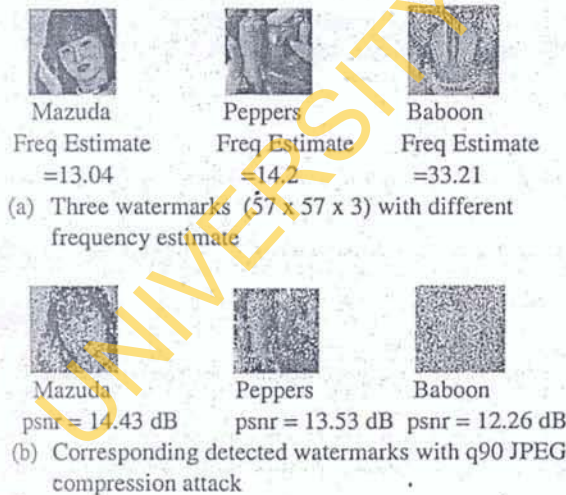 Mazuda Peppers Baboon
Freq Estimate Freq Estimate Freq Estimate
=13.04 =14.2 =33.21
(a) Three watermarks (57 x 57 x 3) with different
frequency estimate
Mazuda Peppers Baboon
psnr = 14.43 dB psnr = 13.53 dB psnr = 12.26 dB
(b) Corresponding detected watermarks with q90 JPEG
compression attack
UNIVERSITY